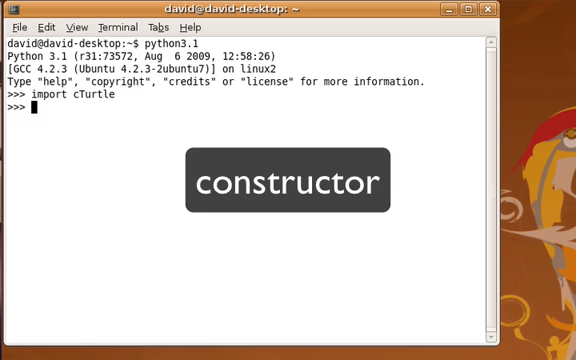 david@david-desktop: ~
File Edit View Terminal Tabs Help
david@david-desktop:~$ python3.1
Python 3.1 (r31:73572, Aug  6 2009, 12:58:26)
[GCC 4.2.3 (Ubuntu 4.2.3-2ubuntu7)] on linux2
Type "help", "copyright", "credits" or "license" for more information.
>>> import cTurtle
>>>
constructor